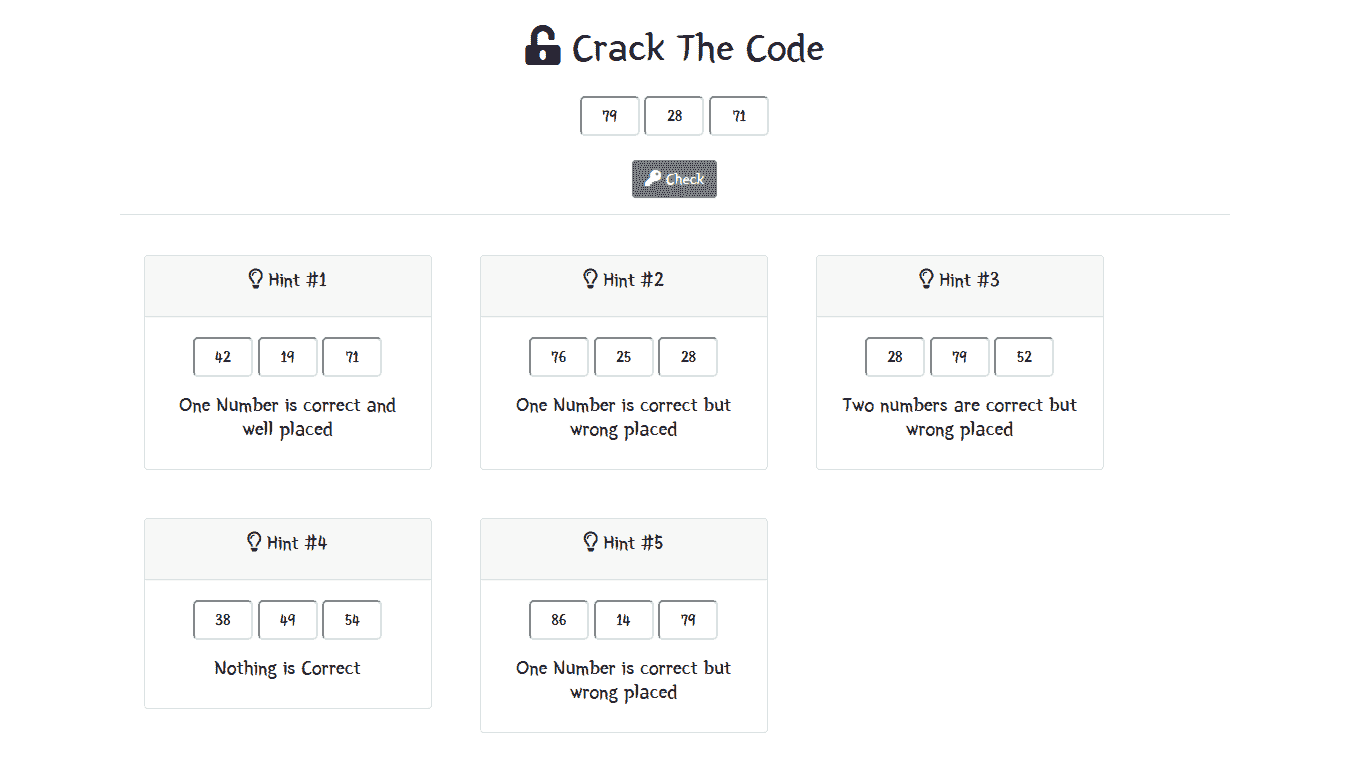 Crack The Code
79 28 71
Check
Hint #1
42 19 71
One Number is correct and
well placed
Hint #2
76 25 28
One Number is correct but
wrong placed
Hint #3
28 79 52
Two numbers are correct but
wrong placed
Hint #4
38 49 54
Nothing is Correct
Hint #5
86 14 79
One Number is correct but
wrong placed